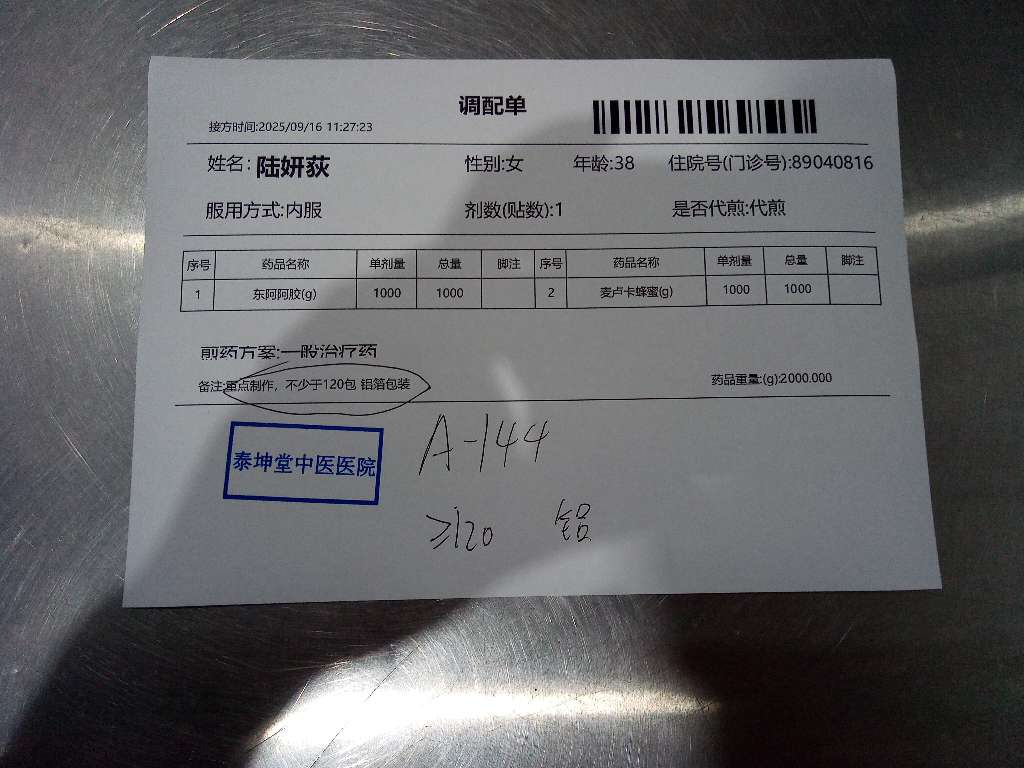 调配单
接方时间:2025/09/16 11:27:23
姓名: 陆妍荻 性别:女 年龄:38 住院号(门诊号):89040816
服用方式:内服 剂数(贴数):1 是否代煎:代煎
序号 药品名称 单剂量 总量 脚注 序号 药品名称 单剂量 总量 脚注
1 东阿阿胶(g) 1000 1000 2 麦卢卡蜂蜜(g) 1000 1000
煎药方案:一般治疗药
备注:重点制作，不少于120包 铝箔包装 药品重量:(g):2000.000
泰坤堂中医医院
A-144
≥120 铝